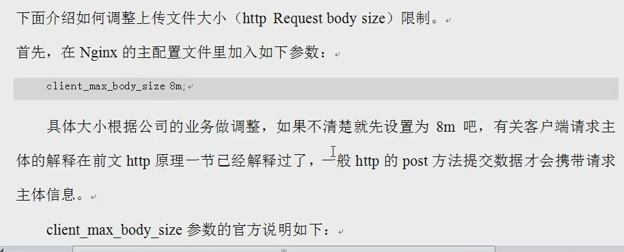 下面介绍如何调整上传文件大小（http Request body size）限制。
首先，在 Nginx 的主配置文件里加入如下参数：
client_max_body_size 8m;
具体大小根据公司的业务做调整，如果不清楚就先设置为 8m 吧，有关客户端请求主
体的解释在前文 http 原理一节已经解释过了，一般 http 的 post 方法提交数据才会携带请求
主体信息。
client_max_body_size 参数的官方说明如下：